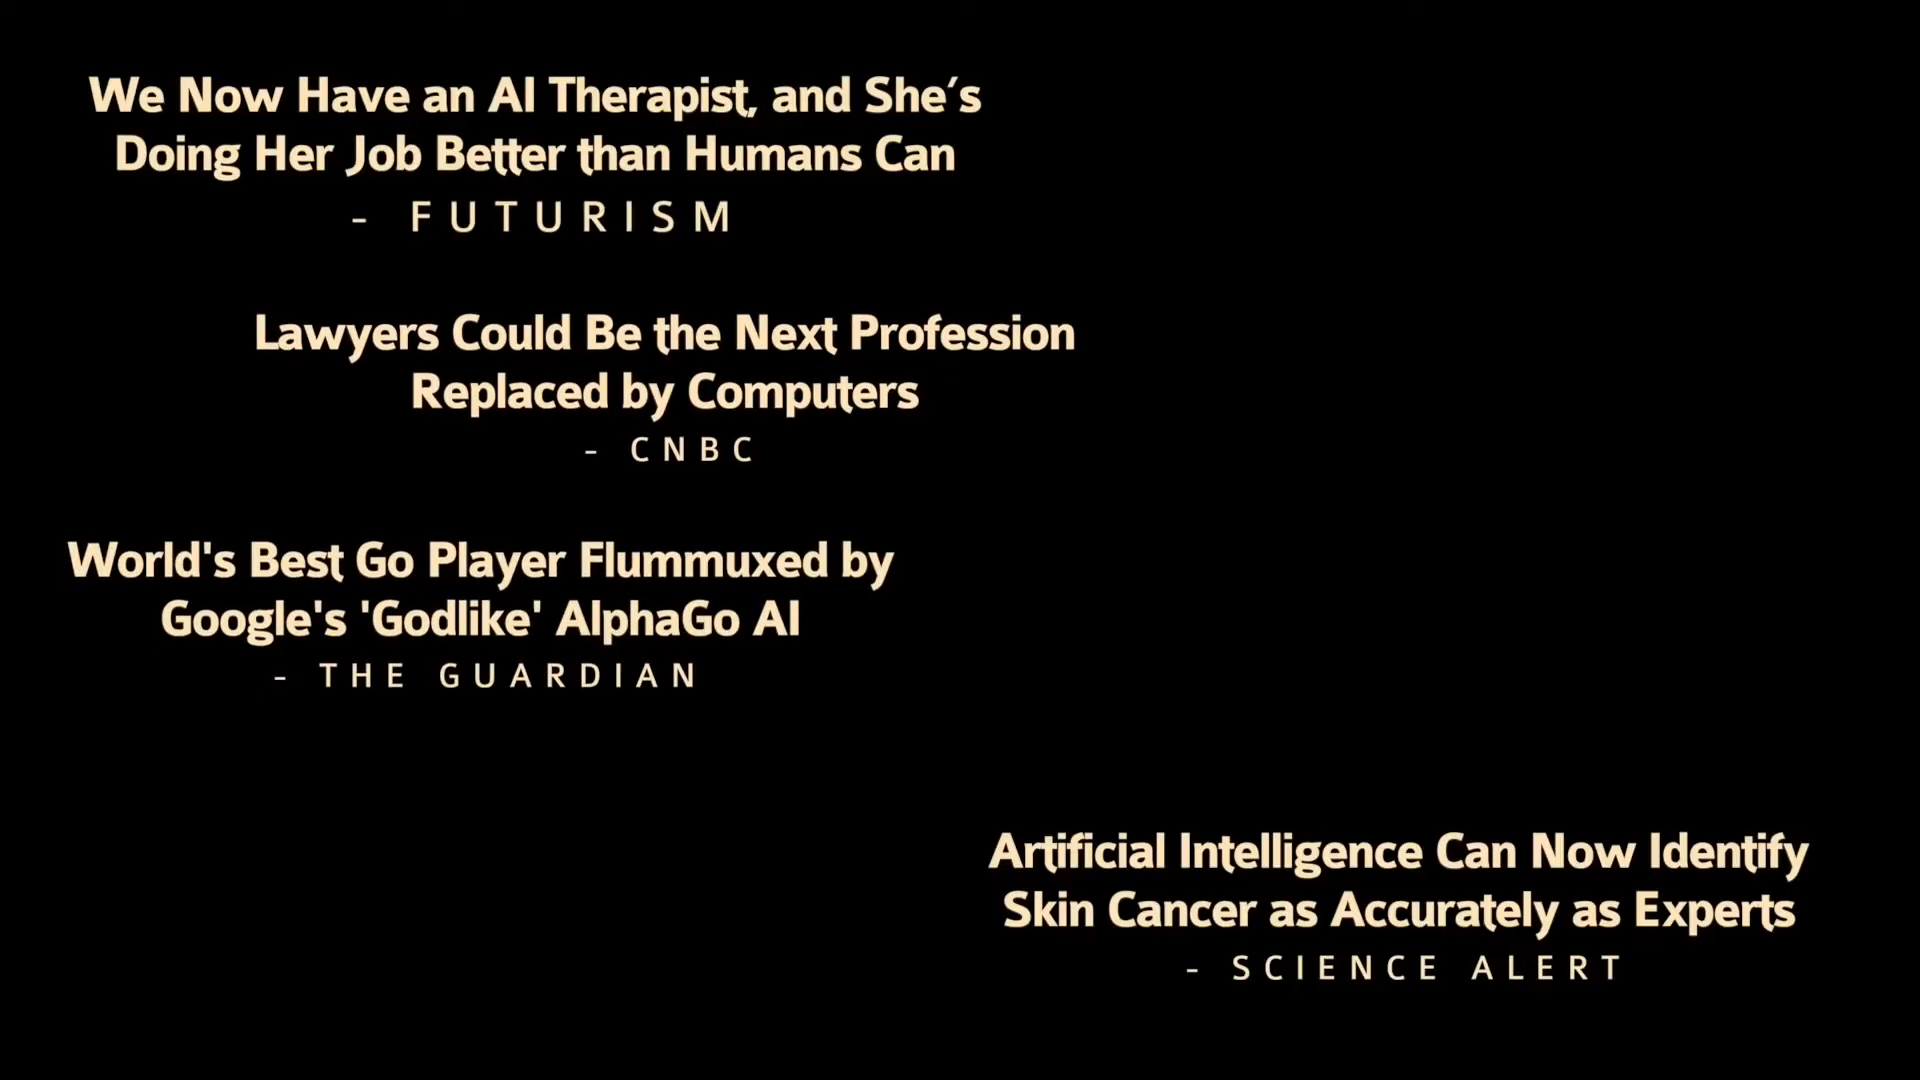 We Now Have an AI Therapist, and She’s
Doing Her Job Better than Humans Can
- FUTURISM
Lawyers Could Be the Next Profession
Replaced by Computers
- CNBC
World's Best Go Player Flummuxed by
Google's 'Godlike' AlphaGo AI
- THE GUARDIAN
Artificial Intelligence Can Now Identify
Skin Cancer as Accurately as Experts
- SCIENCE ALERT